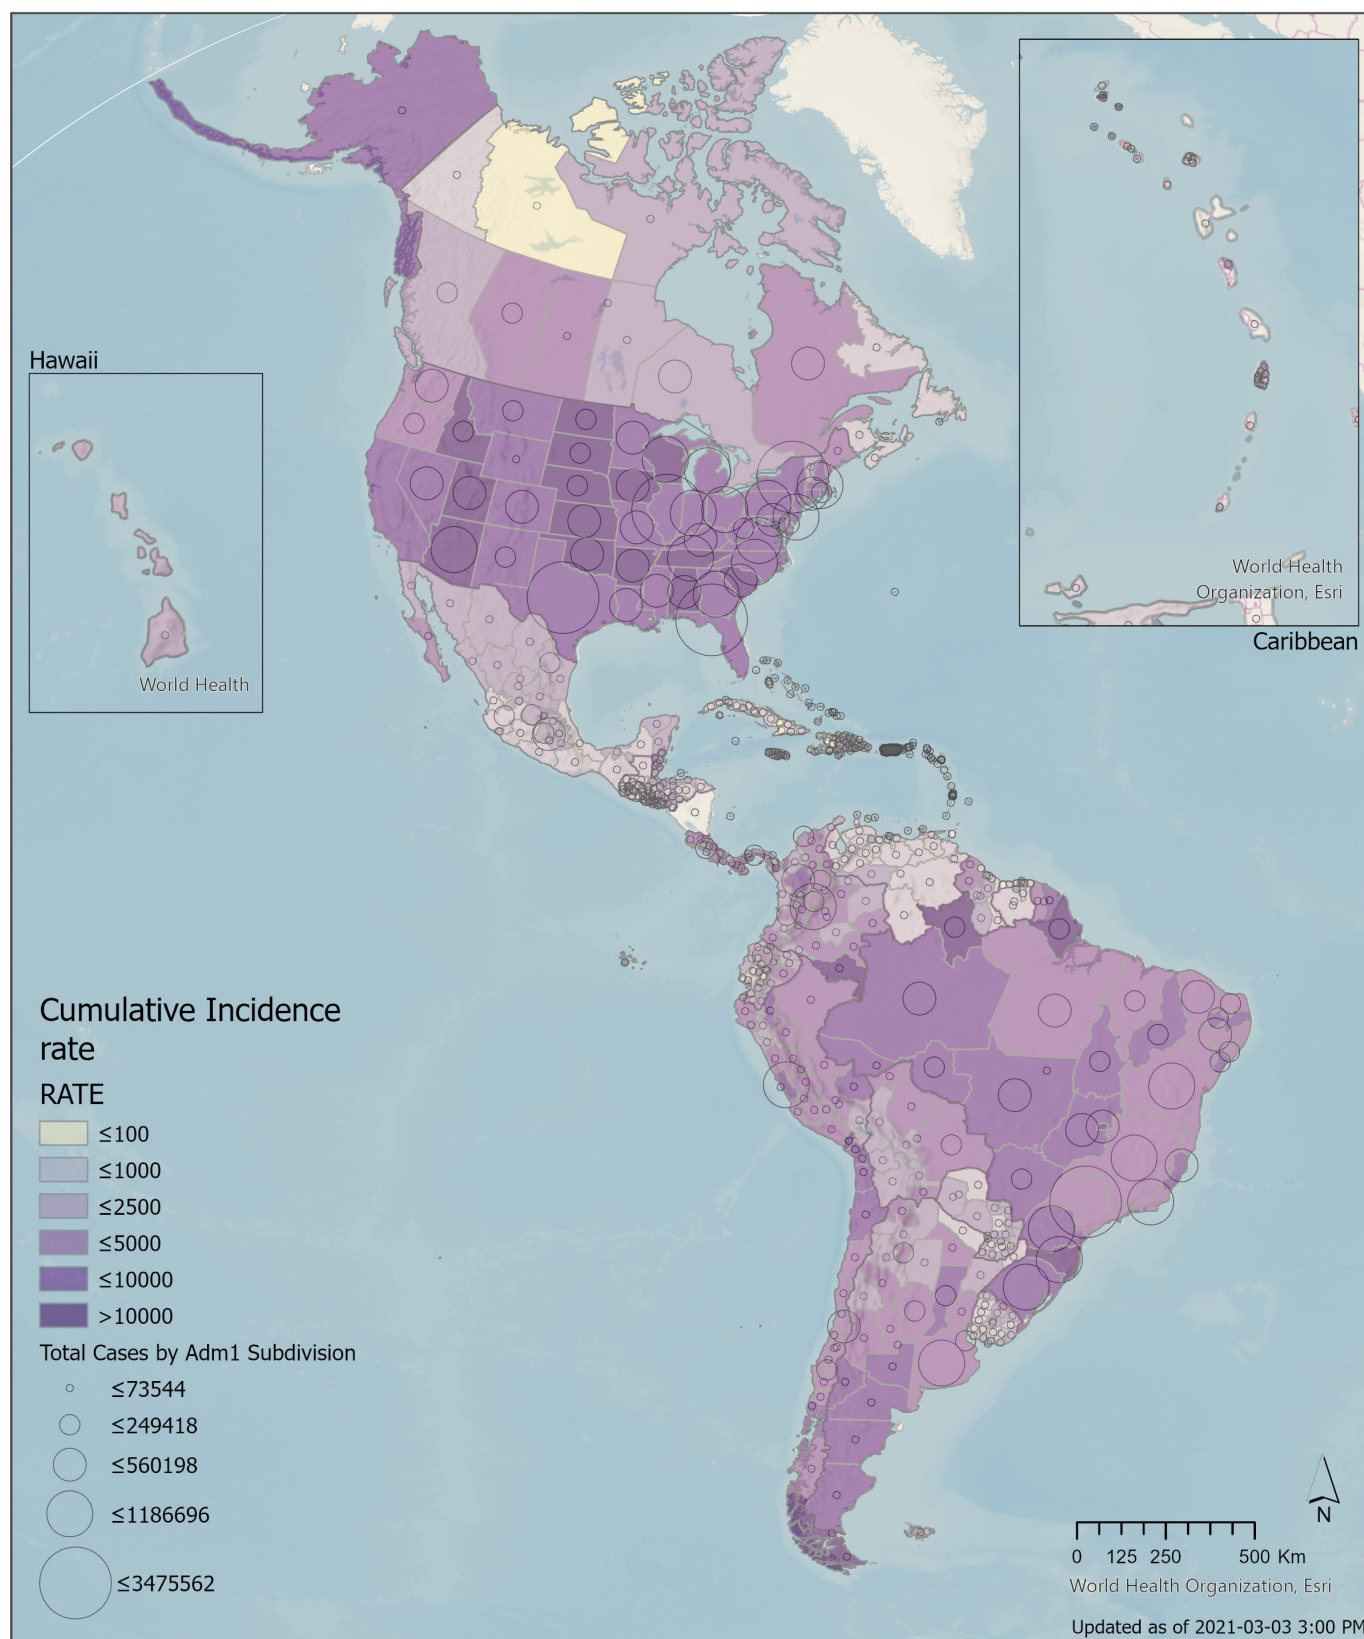 Hawaii
World Health
World Health
Organization, Esri
Caribbean
Cumulative Incidence
rate
RATE
≤100
≤1000
≤2500
≤5000
≤10000
>10000
Total Cases by Adm1 Subdivision
≤73544
≤249418
≤560198
≤1186696
≤3475562
N
0 125 250 500 Km
World Health Organization, Esri
Updated as of 2021-03-03 3:00 PM